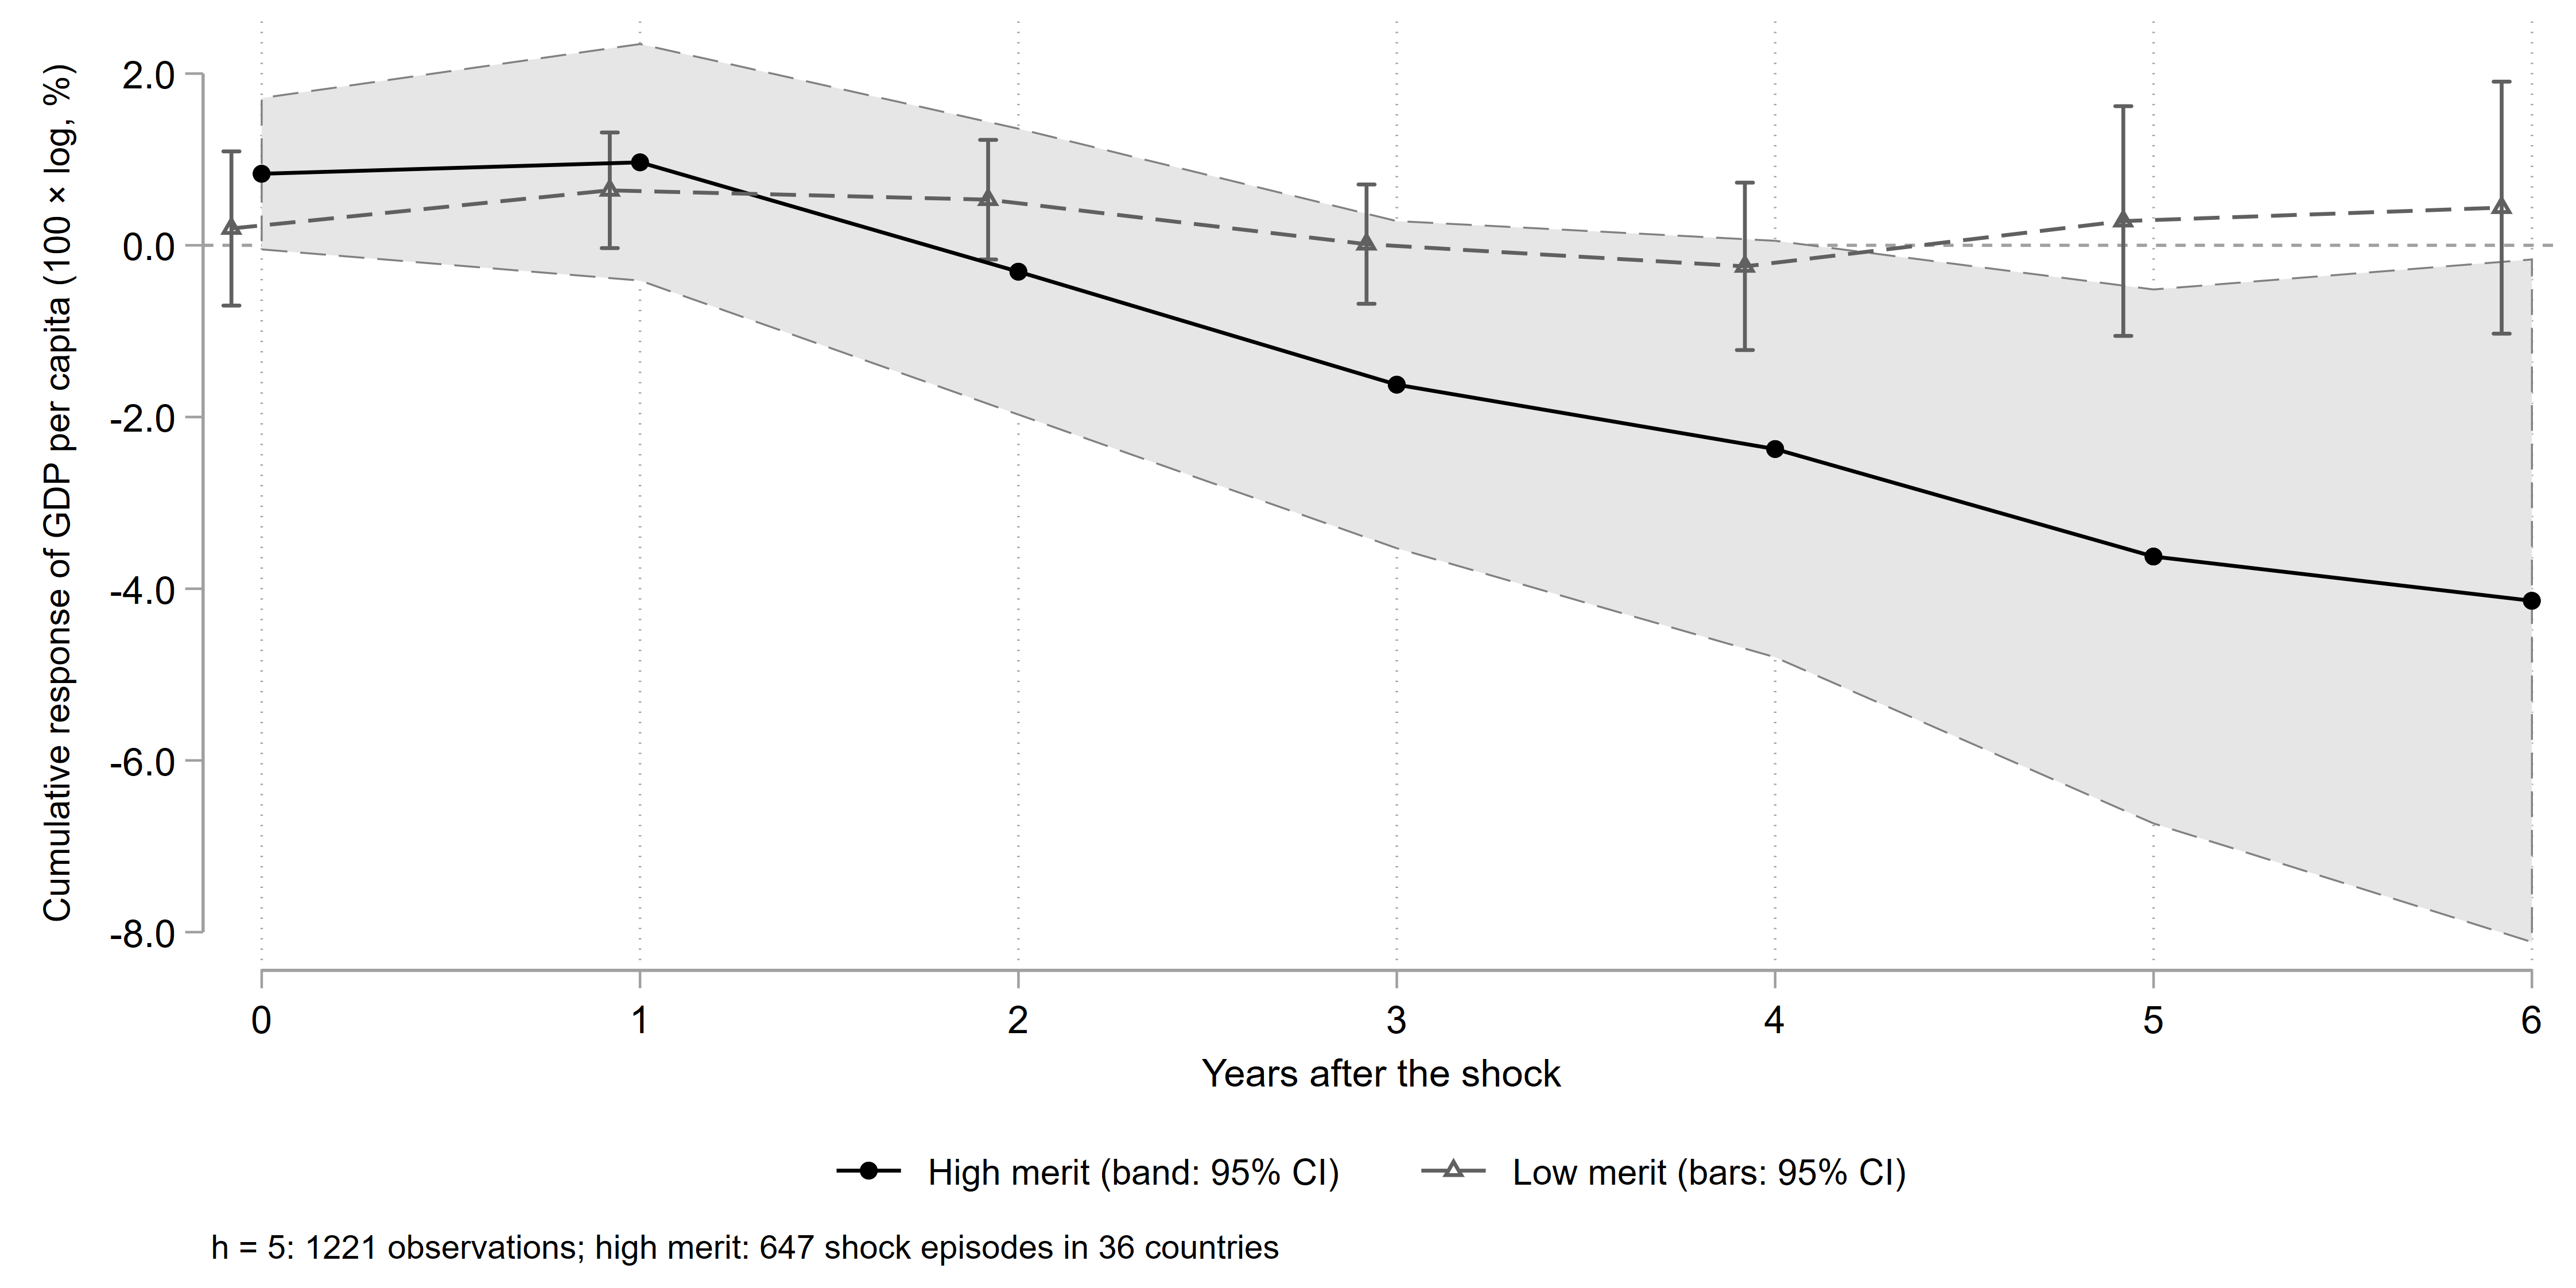 Cumulative response of GDP per capita (100 × log, %)
2.0
0.0
-2.0
-4.0
-6.0
-8.0
0 1 2 3 4 5 6
Years after the shock
High merit (band: 95% CI) Low merit (bars: 95% CI)
h = 5: 1221 observations; high merit: 647 shock episodes in 36 countries